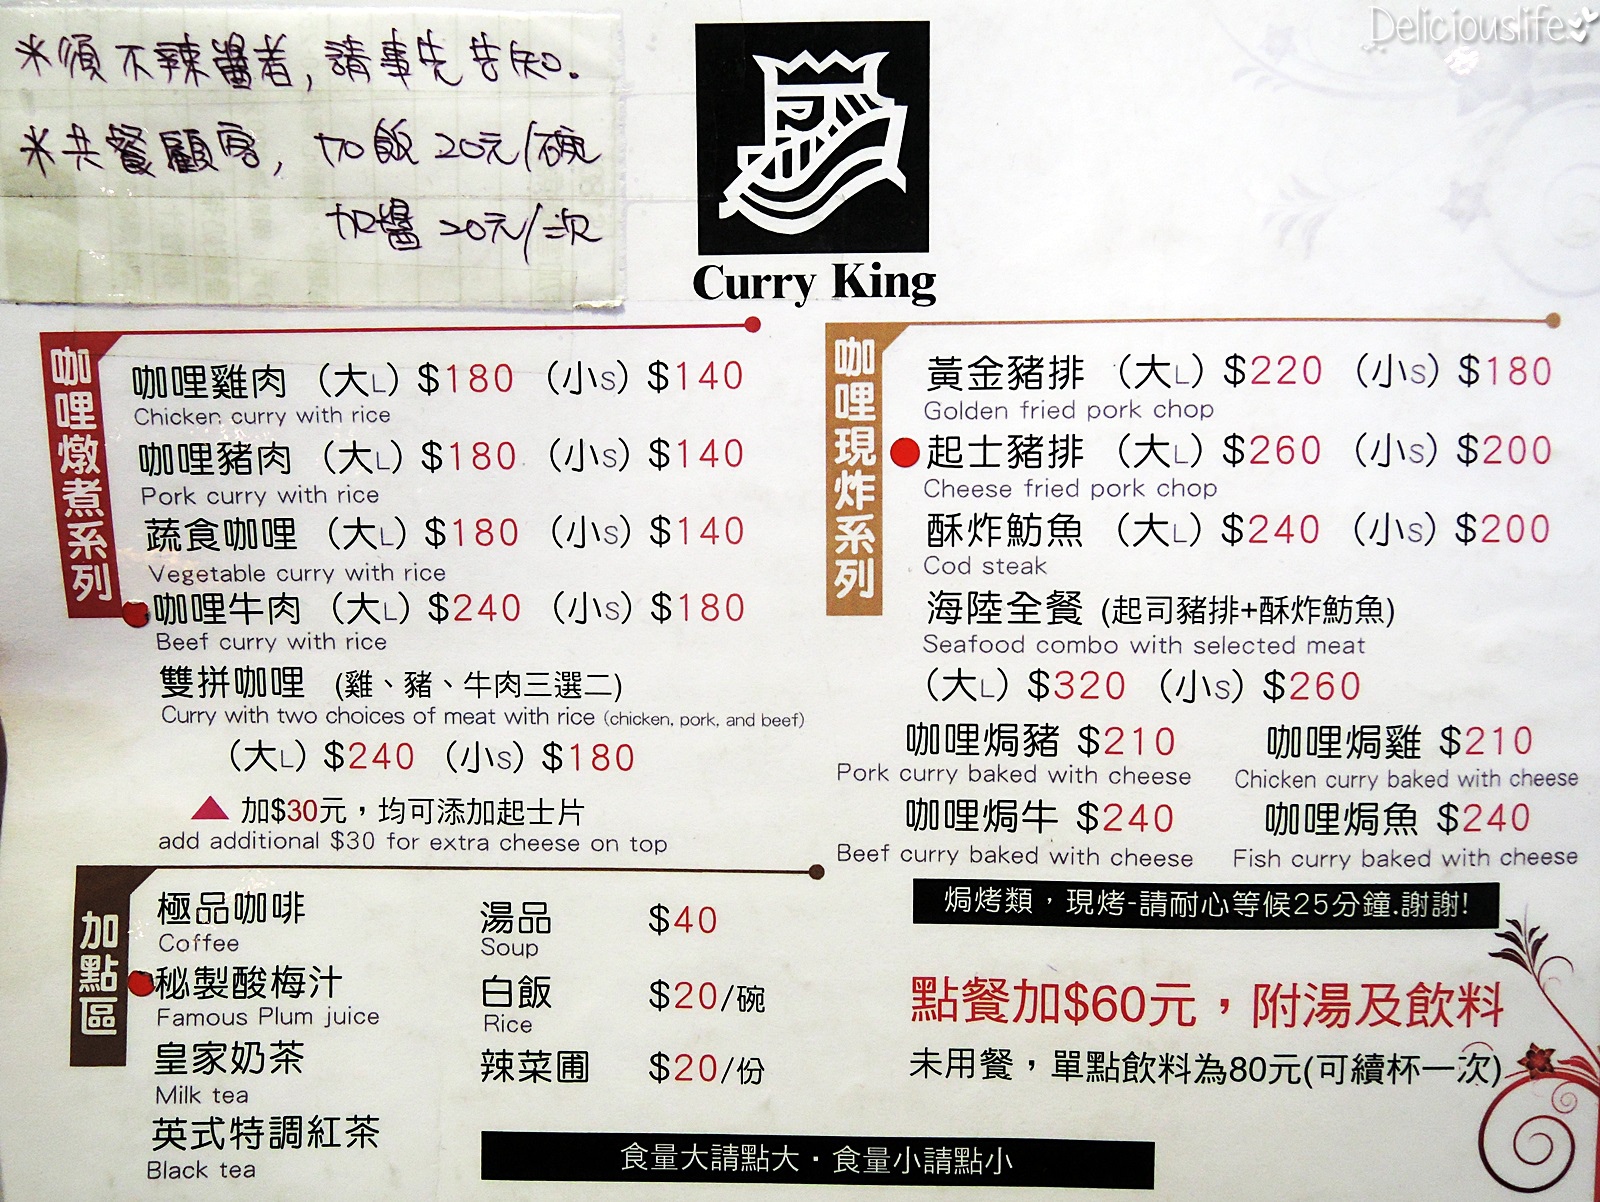 Deliciouslife
※須不辣醬者,請事先告知.
※共餐顧客, 加飯 20元/碗
加醬 20元/次
Curry King
咖哩燉煮系列
咖哩雞肉 (大L) $180 (小S) $140
Chicken curry with rice
咖哩豬肉 (大L) $180 (小S) $140
Pork curry with rice
蔬食咖哩 (大L) $180 (小S) $140
Vegetable curry with rice
咖哩牛肉 (大L) $240 (小S) $180
Beef curry with rice
雙拼咖哩 (雞、豬、牛肉三選二)
Curry with two choices of meat with rice (chicken, pork, and beef)
(大L) $240 (小S) $180
▲ 加$30元,均可添加起士片
add additional $30 for extra cheese on top
咖哩現炸系列
黃金豬排 (大L) $220 (小S) $180
Golden fried pork chop
起士豬排 (大L) $260 (小S) $200
Cheese fried pork chop
酥炸魴魚 (大L) $240 (小S) $200
Cod steak
海陸全餐 (起司豬排+酥炸魴魚)
Seafood combo with selected meat
(大L) $320 (小S) $260
咖哩焗豬 $210 咖哩焗雞 $210
Pork curry baked with cheese Chicken curry baked with cheese
咖哩焗牛 $240 咖哩焗魚 $240
Beef curry baked with cheese Fish curry baked with cheese
焗烤類,現烤-請耐心等候25分鐘.謝謝!
加點區
極品咖啡 湯品 $40
Coffee Soup
秘製酸梅汁 白飯 $20/碗
Famous Plum juice Rice
皇家奶茶 辣菜圃 $20/份
Milk tea
英式特調紅茶
Black tea
點餐加$60元,附湯及飲料
未用餐,單點飲料為80元(可續杯一次)
食量大請點大·食量小請點小